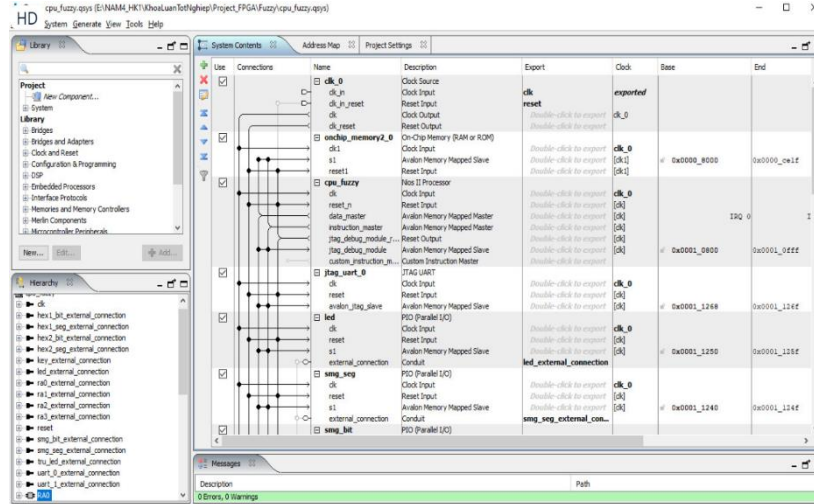 cpu_fuzzy.qsys (E:\NAM4_HK1\KhoaLuanTotNghiep\Project_FPGA\Fuzzy\cpu_fuzzy.qsys)
HD
System Generate View Tools Help
Library
Project
New Component...
System
Library
Bridges
Bridges and Adapters
Clock and Reset
Configuration & Programming
DSP
Embedded Processors
Interface Protocols
Memories and Memory Controllers
Merlin Components
Microcontroller Peripherals
New... Edit... Add...
Hierarchy
clk
hex1_bit_external_connection
hex1_seg_external_connection
hex2_bit_external_connection
hex2_seg_external_connection
key_external_connection
led_external_connection
ra0_external_connection
ra1_external_connection
ra2_external_connection
ra3_external_connection
reset
smg_bit_external_connection
smg_seg_external_connection
tru_led_external_connection
uart_0_external_connection
uart_1_external_connection
RA0
System Contents Address Map Project Settings
Use Connections Name Description Export Clock Base End
clk_0 Clock Source
clk_in Clock Input clk exported
clk_in_reset Reset Input reset
clk Clock Output Double-click to export clk_0
clk_reset Reset Output Double-click to export
onchip_memory2_0 On-Chip Memory (RAM or ROM)
clk1 Clock Input Double-click to export clk_0
s1 Avalon Memory Mapped Slave Double-click to export [clk1] 0x0000_8000 0x0000_ce1f
reset1 Reset Input Double-click to export [clk1]
cpu_fuzzy Nios II Processor
clk Clock Input Double-click to export clk_0
reset_n Reset Input Double-click to export [clk]
data_master Avalon Memory Mapped Master Double-click to export [clk] IRQ 0
instruction_master Avalon Memory Mapped Master Double-click to export [clk]
jtag_debug_module_r... Reset Output Double-click to export [clk]
jtag_debug_module Avalon Memory Mapped Slave Double-click to export [clk] 0x0001_0800 0x0001_0fff
custom_instruction_m... Custom Instruction Master Double-click to export
jtag_uart_0 JTAG UART
clk Clock Input Double-click to export clk_0
reset Reset Input Double-click to export [clk]
avalon_jtag_slave Avalon Memory Mapped Slave Double-click to export [clk] 0x0001_1268 0x0001_126f
led PIO (Parallel I/O)
clk Clock Input Double-click to export clk_0
reset Reset Input Double-click to export [clk]
s1 Avalon Memory Mapped Slave Double-click to export [clk] 0x0001_1250 0x0001_125f
external_connection Conduit led_external_connection
smg_seg PIO (Parallel I/O)
clk Clock Input Double-click to export clk_0
reset Reset Input Double-click to export [clk]
s1 Avalon Memory Mapped Slave Double-click to export [clk] 0x0001_1240 0x0001_124f
external_connection Conduit smg_seg_external_con...
smg_bit PIO (Parallel I/O)
Messages
Description Path
0 Errors, 0 Warnings